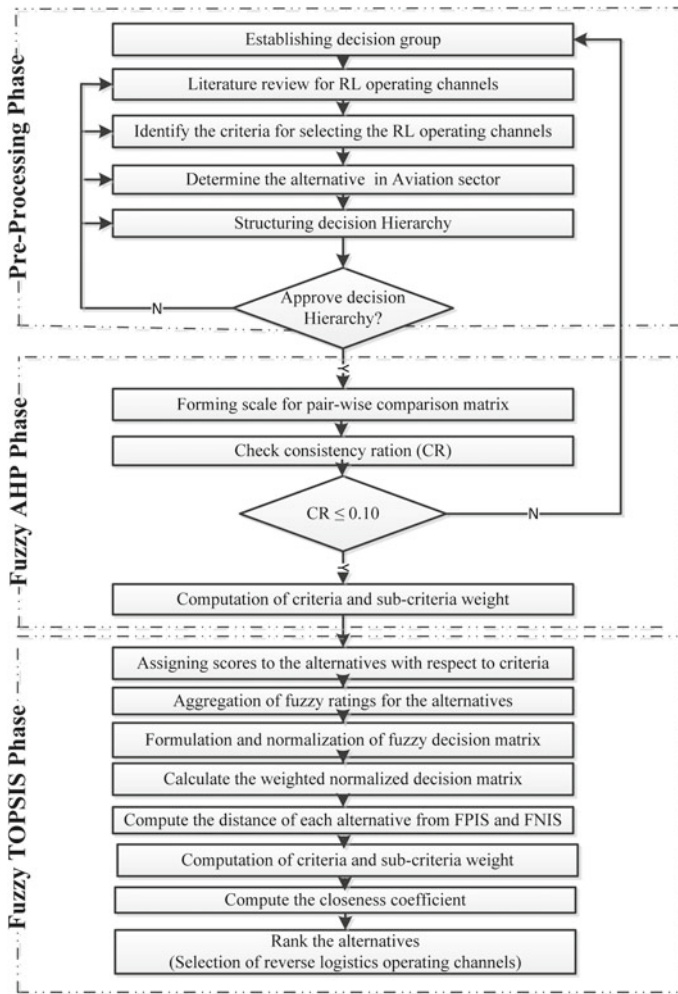 Pre-Processing Phase
Establishing decision group
Literature review for RL operating channels
Identify the criteria for selecting the RL operating channels
Determine the alternative in Aviation sector
Structuring decision Hierarchy
Approve decision
Hierarchy?
N
Y
Fuzzy AHP Phase
Forming scale for pair-wise comparison matrix
Check consistency ration (CR)
CR ≤ 0.10
N
Y
Computation of criteria and sub-criteria weight
Fuzzy TOPSIS Phase
Assigning scores to the alternatives with respect to criteria
Aggregation of fuzzy ratings for the alternatives
Formulation and normalization of fuzzy decision matrix
Calculate the weighted normalized decision matrix
Compute the distance of each alternative from FPIS and FNIS
Computation of criteria and sub-criteria weight
Compute the closeness coefficient
Rank the alternatives
(Selection of reverse logistics operating channels)